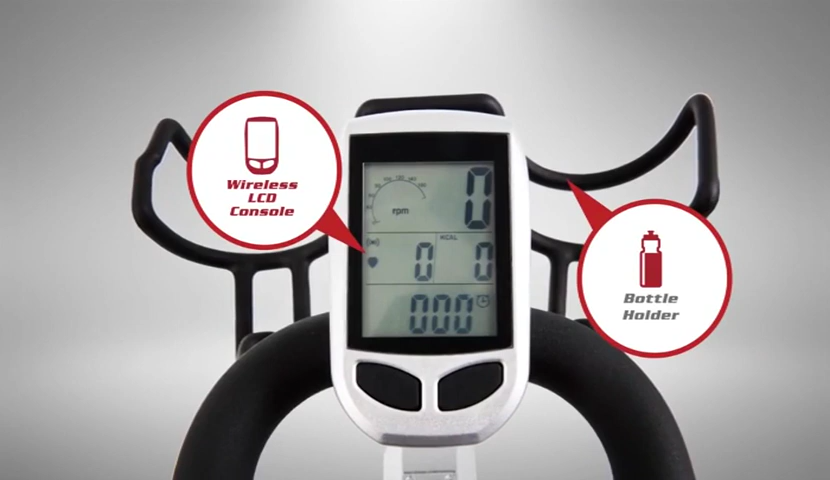 Wireless
LCD
Console
rpm
0
KCAL
0
0
000
Bottle
Holder